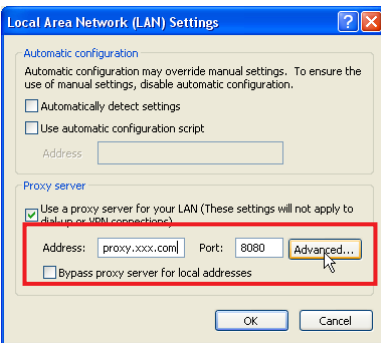 Local Area Network (LAN) Settings
Automatic configuration
Automatic configuration may override manual settings. To ensure the
use of manual settings, disable automatic configuration.
Automatically detect settings
Use automatic configuration script
Address
Proxy server
Use a proxy server for your LAN (These settings will not apply to
dial-up or VPN connections)
Address: proxy.xxx.com Port: 8080 Advanced...
Bypass proxy server for local addresses
OK Cancel